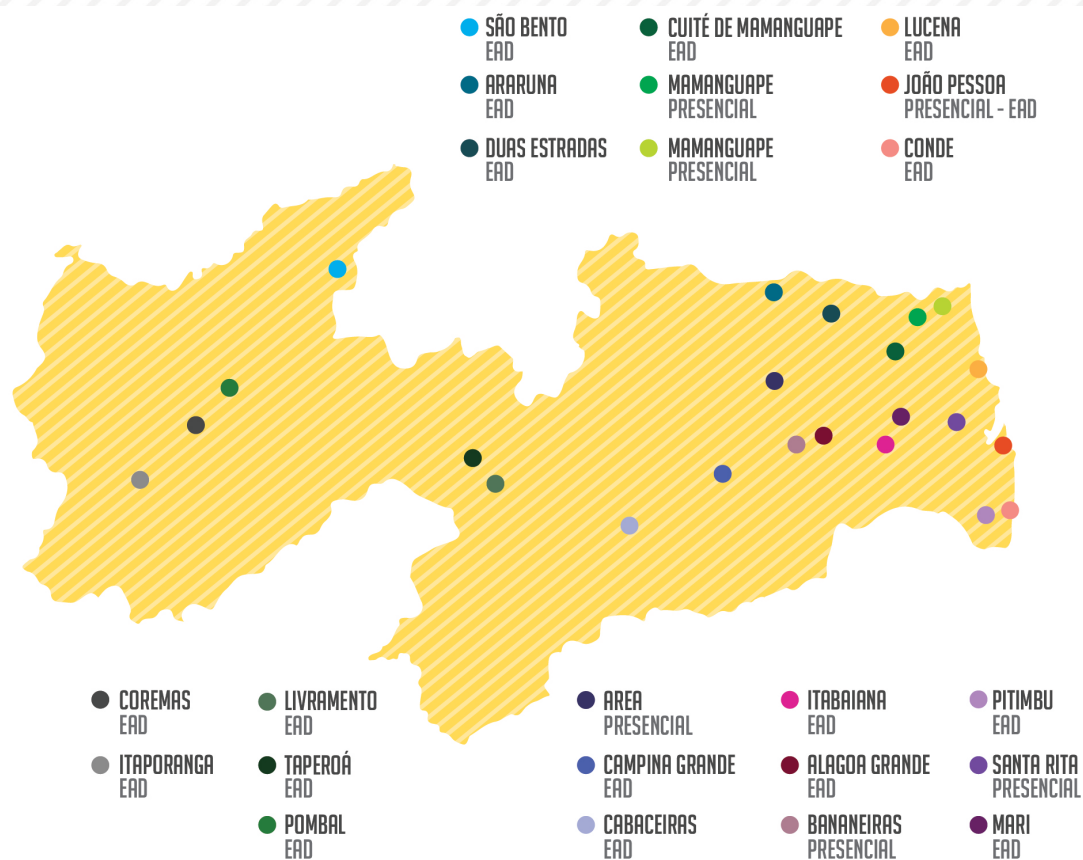 SÃO BENTO
EAD
CUITÉ DE MAMANGUAPE
EAD
LUCENA
EAD
ARARUNA
EAD
MAMANGUAPE
PRESENCIAL
JOÃO PESSOA
PRESENCIAL - EAD
DUAS ESTRADAS
EAD
MAMANGUAPE
PRESENCIAL
CONDE
EAD
COREMAS
EAD
LIVRAMENTO
EAD
AREA
PRESENCIAL
ITABAIANA
EAD
PITIMBU
EAD
ITAPORANGA
EAD
TAPEROÁ
EAD
CAMPINA GRANDE
EAD
ALAGOA GRANDE
EAD
SANTA RITA
PRESENCIAL
POMBAL
EAD
CABACEIRAS
EAD
BANANEIRAS
PRESENCIAL
MARI
EAD